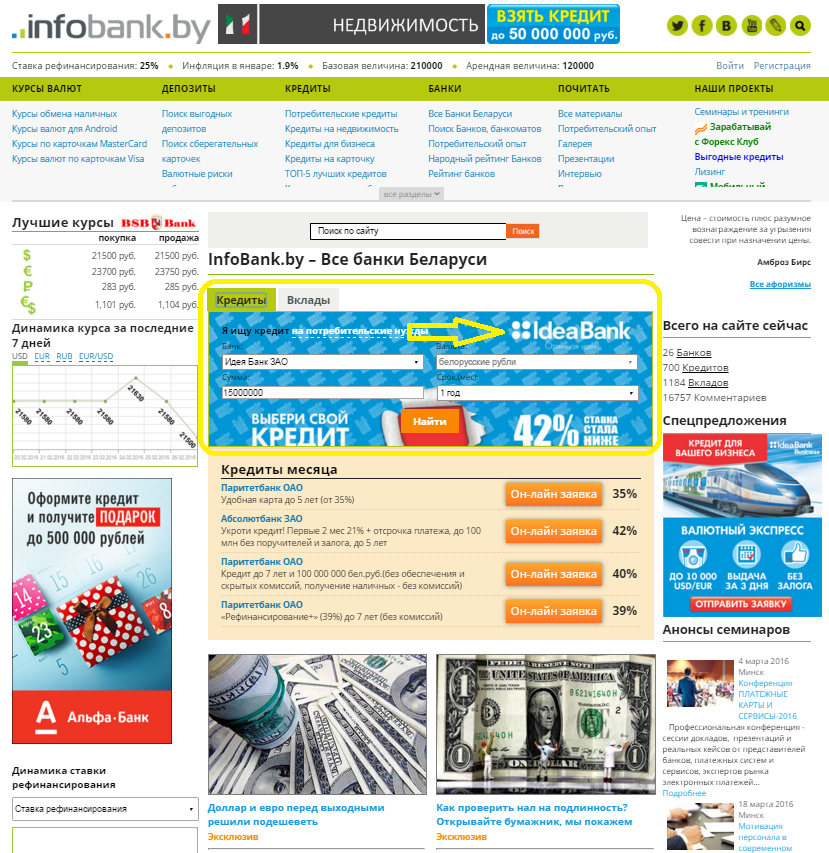 infobank.by
НЕДВИЖИМОСТЬ
ВЗЯТЬ КРЕДИТ
до 50 000 000 руб.
Ставка рефинансирования: 25% Инфляция в январе: 1.9% Базовая величина: 210000 Арендная величина: 120000
Войти Регистрация
КУРСЫ ВАЛЮТ ДЕПОЗИТЫ КРЕДИТЫ БАНКИ ПОЧИТАТЬ НАШИ ПРОЕКТЫ
Курсы обмена наличных
Курсы валют для Android
Курсы по карточкам MasterCard
Курсы валют по карточкам Visa
Поиск выгодных
депозитов
Поиск сберегательных
карточек
Валютные риски
Потребительские кредиты
Кредиты на недвижимость
Кредиты для бизнеса
Кредиты на карточку
ТОП-5 лучших кредитов
Все Банки Беларуси
Поиск Банков, банкоматов
Потребительский опыт
Народный рейтинг Банков
Рейтинг банков
Все материалы
Потребительский опыт
Галерея
Презентации
Интервью
Семинары и тренинги
Зарабатывай
с Форекс Клуб
Выгодные кредиты
Лизинг
Мобильный
все разделы
Лучшие курсы BSB Bank
покупка продажа
$ 21500 руб. 21500 руб.
€ 23700 руб. 23750 руб.
₽ 283 руб. 285 руб.
€$ 1,101 руб. 1,104 руб.
Динамика курса за последние
7 дней
USD EUR RUB EUR/USD
21580 21580 21580 21580 21630 21580 21500
20.02.2016 21.02.2016 22.02.2016 23.02.2016 24.02.2016 25.02.2016 26.02.2016
Оформите кредит
и получите ПОДАРОК
до 500 000 рублей
14
23
8
А
Альфа·Банк
Динамика ставки
рефинансирования
Ставка рефинансирования
Поиск по сайту Поиск
InfoBank.by – Все банки Беларуси
Кредиты Вклады
Я ищу кредит на потребительские нужды
IdeaBank
Отличная идея
Банк: Валюта:
Идея Банк ЗАО белорусские рубли
Сумма: Срок,(мес):
15000000 1 год
ВЫБЕРИ СВОЙ
КРЕДИТ
Найти
42% СТАВКА
СТАЛА
НИЖЕ
Кредиты месяца
Паритетбанк ОАО
Удобная карта до 5 лет (от 35%)
Он-лайн заявка 35%
Абсолютбанк ЗАО
Укроти кредит! Первые 2 мес 21% + отсрочка платежа, до 100
млн без поручителей и залога, до 5 лет
Он-лайн заявка 42%
Паритетбанк ОАО
Кредит до 7 лет и 100 000 000 бел.руб.(без обеспечения и
скрытых комиссий, получение наличных - без комиссий)
Он-лайн заявка 40%
Паритетбанк ОАО
«Рефинансирование+» (39%) до 7 лет (без комиссий)
Он-лайн заявка 39%
Доллар и евро перед выходными
решили подешеветь
Эксклюзив
Как проверить нал на подлинность?
Открывайте бумажник, мы покажем
Эксклюзив
Цена – стоимость плюс разумное
вознаграждение за угрызения
совести при назначении цены.
Амброз Бирс
Все афоризмы
Всего на сайте сейчас
26 Банков
700 Кредитов
1184 Вкладов
16757 Комментариев
Спецпредложения
КРЕДИТ ДЛЯ
ВАШЕГО БИЗНЕСА
IdeaBank
Business
ВАЛЮТНЫЙ ЭКСПРЕСС
ДО 10 000
USD/EUR
ВЫДАЧА
ЗА 3 ДНЯ
БЕЗ
ЗАЛОГА
ОТПРАВИТЬ ЗАЯВКУ
Анонсы семинаров
4 марта 2016
Минск
Конференция
ПЛАТЕЖНЫЕ
КАРТЫ И
СЕРВИСЫ-2016
Профессиональная конференция -
сессии докладов, презентаций и
реальных кейсов от представителей
банков, платежных систем и
сервисов, экспертов рынка
электронных платежей...
Подробнее
18 марта 2016
Минск
Мотивация
персонала в
современном